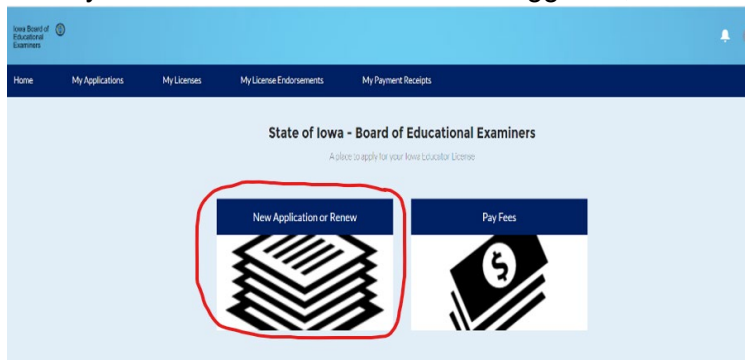 Iowa Board of
Educational
Examiners
Home My Applications My Licenses My License Endorsements My Payment Receipts
State of Iowa - Board of Educational Examiners
A place to apply for your Iowa Educator License
New Application or Renew Pay Fees
$